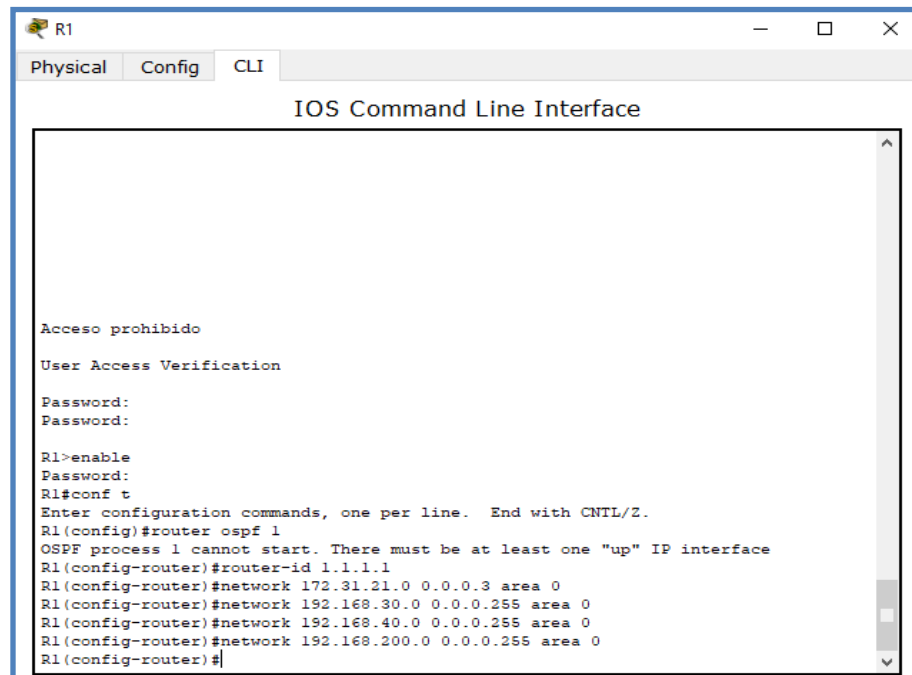 R1
Physical Config CLI
IOS Command Line Interface
Acceso prohibido
User Access Verification
Password:
Password:
R1>enable
Password:
R1#conf t
Enter configuration commands, one per line.  End with CNTL/Z.
R1(config)#router ospf 1
OSPF process 1 cannot start. There must be at least one "up" IP interface
R1(config-router)#router-id 1.1.1.1
R1(config-router)#network 172.31.21.0 0.0.0.3 area 0
R1(config-router)#network 192.168.30.0 0.0.0.255 area 0
R1(config-router)#network 192.168.40.0 0.0.0.255 area 0
R1(config-router)#network 192.168.200.0 0.0.0.255 area 0
R1(config-router)#